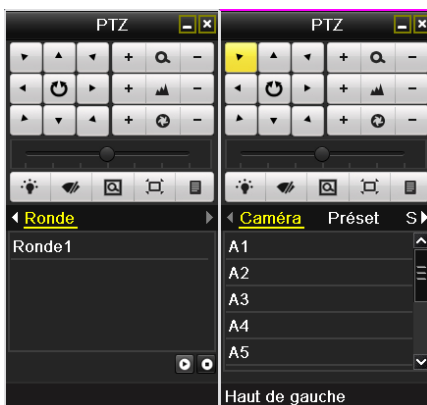 PTZ
Ronde
Ronde1
PTZ
Caméra Préset S
A1
A2
A3
A4
A5
Haut de gauche